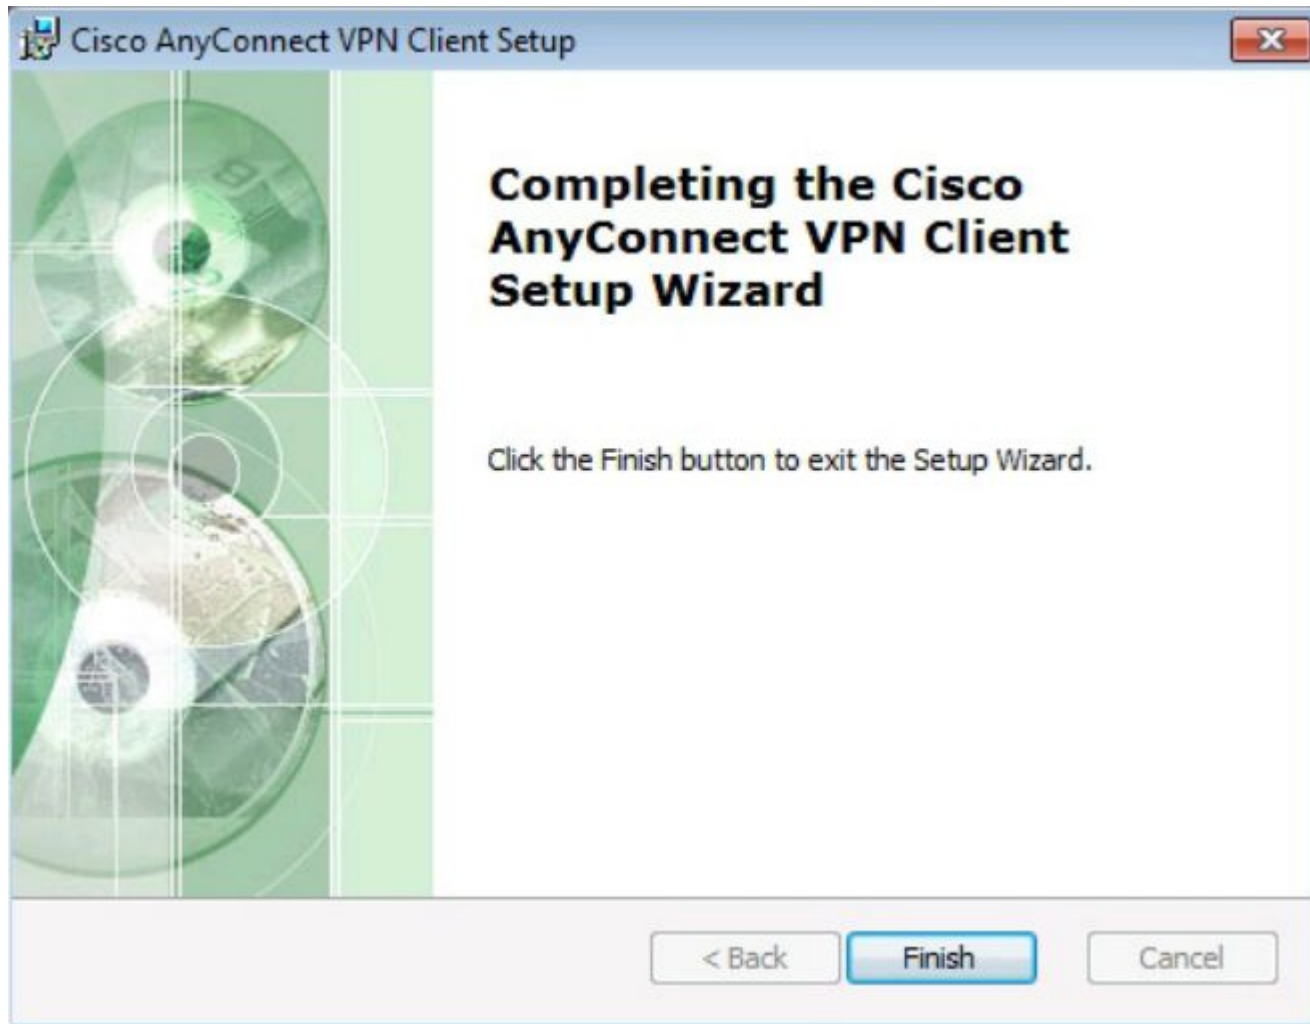 Cisco AnyConnect VPN Client Setup
Completing the Cisco
AnyConnect VPN Client
Setup Wizard
Click the Finish button to exit the Setup Wizard.
< Back
Finish
Cancel